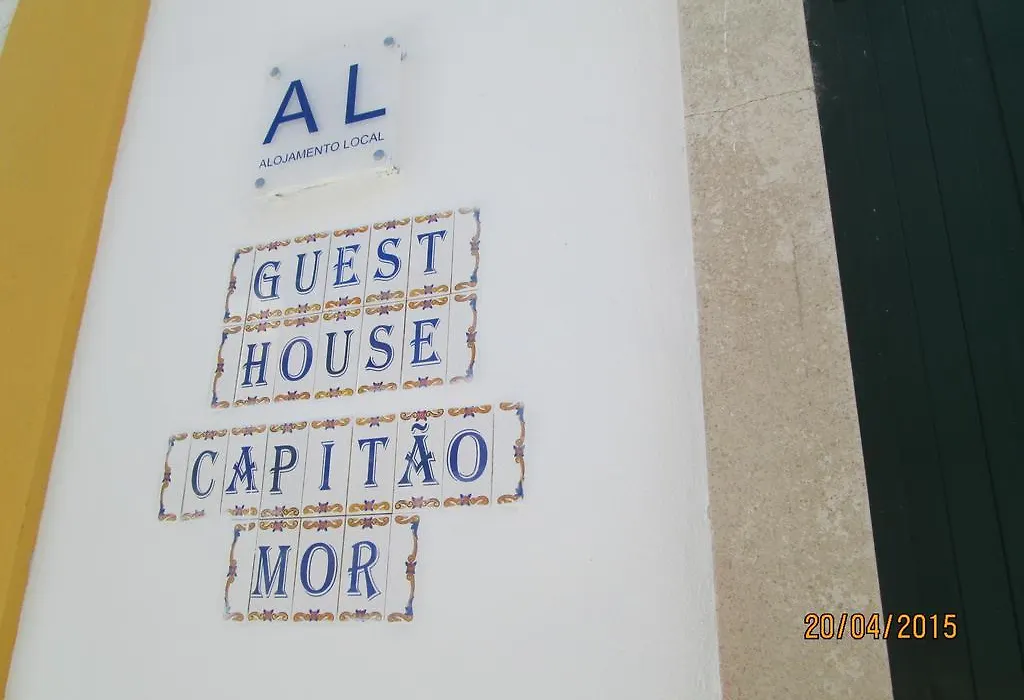 AL
ALOJAMENTO LOCAL
GUEST
HOUSE
CAPITÃO
MOR
20/04/2015